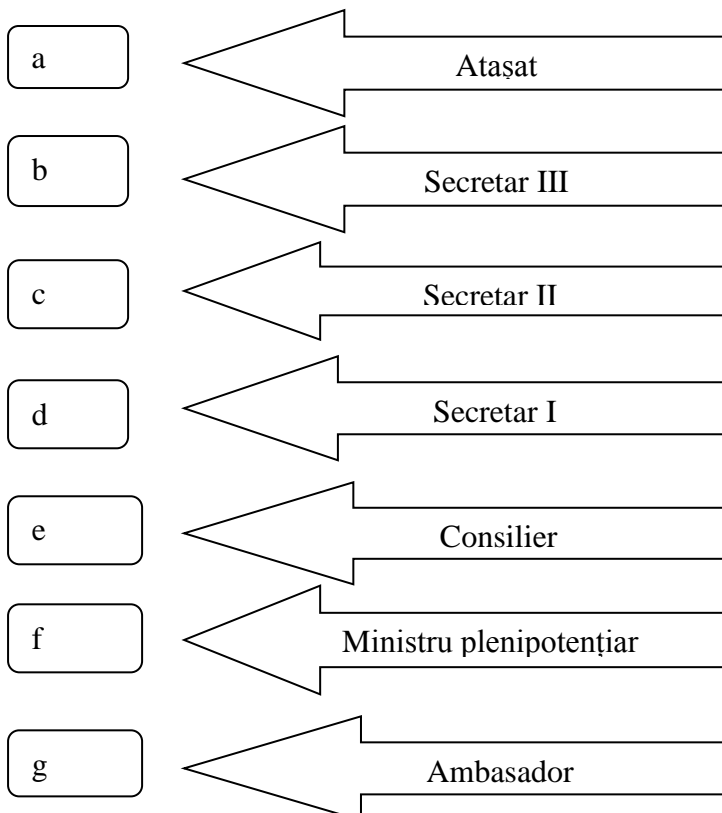 a
Atașat
b
Secretar III
c
Secretar II
d
Secretar I
e
Consilier
f
Ministru plenipotențiar
g
Ambasador